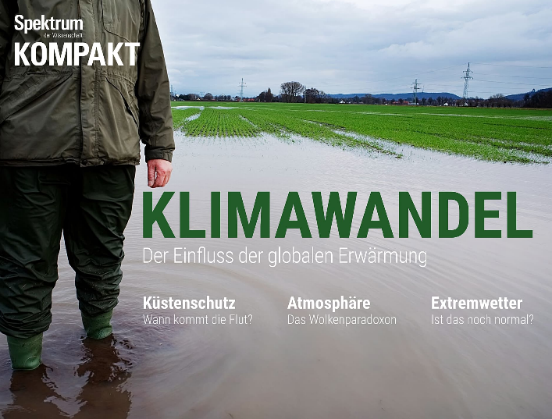 Spektrum
der Wissenschaft
KOMPAKT
KLIMAWANDEL
Der Einfluss der globalen Erwärmung
Küstenschutz
Wann kommt die Flut?
Atmosphäre
Das Wolkenparadoxon
Extremwetter
Ist das noch normal?